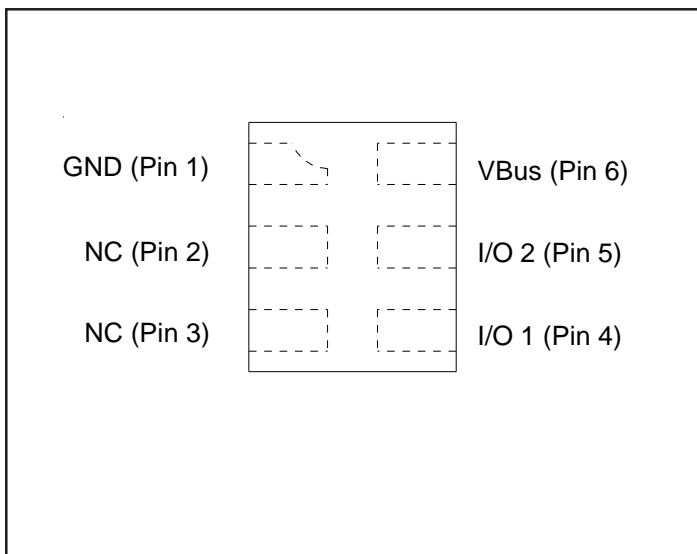 GND (Pin 1)
VBus (Pin 6)
NC (Pin 2)
I/O 2 (Pin 5)
NC (Pin 3)
I/O 1 (Pin 4)